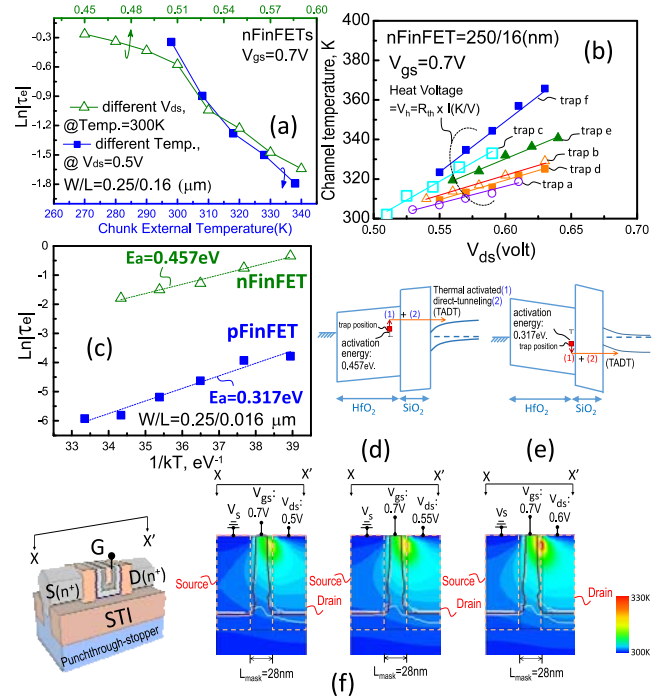 0.45 0.48 0.51 0.54 0.57 0.60
nFinFETs
Vgs=0.7V
Ln|τe|
-0.3
-0.6
-0.9
-1.2
-1.5
-1.8
different Vds,
@Temp.=300K
different Temp.,
@ Vds=0.5V
(a)
W/L=0.25/0.16 (μm)
260 270 280 290 300 310 320 330 340
Chunk External Temperature(K)
Channel temperature, K
380
360
340
320
300
nFinFET=250/16(nm)
(b)
Vgs=0.7V
Heat Voltage
=Vh=Rth x I(K/V)
trap f
trap c
trap e
trap b
trap d
trap a
0.50 0.55 0.60 0.65 0.70
Vds(volt)
Ln|τe|
0
-1
-2
-3
-4
-5
-6
Ea=0.457eV
nFinFET
(c)
pFinFET
Ea=0.317eV
W/L=0.25/0.016 μm
33 34 35 36 37 38 39
1/kT, eV-1
Thermal activated(1)
direct-tunneling(2)
(TADT)
(1) + (2)
trap position
activation
energy:
0.457eV.
HfO2
SiO2
(d)
activation
energy:
0.317eV.
trap position
(1) + (2)
(TADT)
HfO2
SiO2
(e)
X X'
G
S(n+)
D(n+)
STI
Punchthrough-stopper
X X'
Vs
Vgs:
0.7V
Vds:
0.5V
Source
Drain
Lmask=28nm
X X'
Vs
Vgs:
0.7V
Vds:
0.55V
Source
Drain
Lmask=28nm
X X'
Vs
Vgs:
0.7V
Vds:
0.6V
Source
Drain
Lmask=28nm
330K
300K
(f)